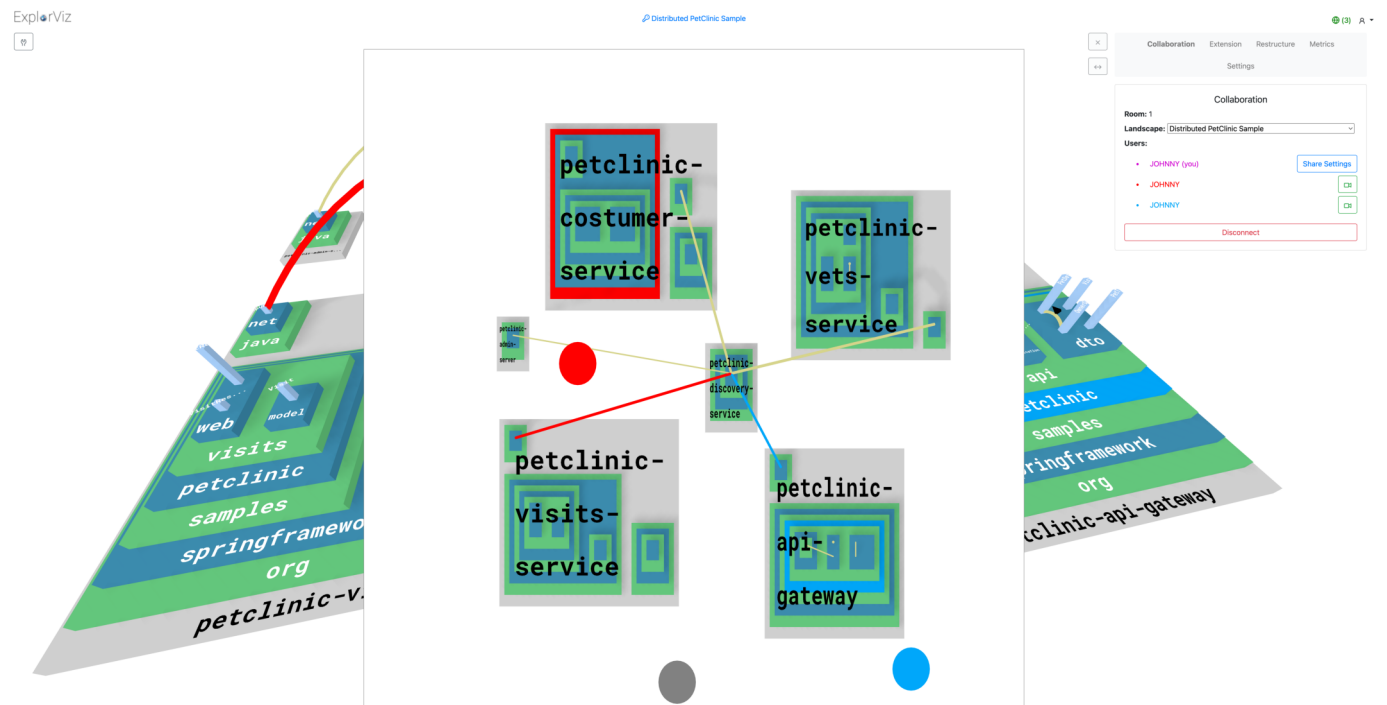 ExplorViz
Distributed PetClinic Sample
(3)
Collaboration Extension Restructure Metrics
Settings
Collaboration
Room: 1
Landscape: Distributed PetClinic Sample
Users:
JOHNNY (you)
Share Settings
JOHNNY
JOHNNY
Disconnect
petclinic-
costumer-
service
petclinic-
vets-
service
petclinic-
admin-
server
petclinic-
discovery-
service
petclinic-
visits-
service
petclinic-
api-
gateway
net
java
net
java
web
model
visits
petclinic
samples
springframewo
org
petclinic-v
dto
api
etclinic
samples
ringframework
org
tclinic-api-gateway